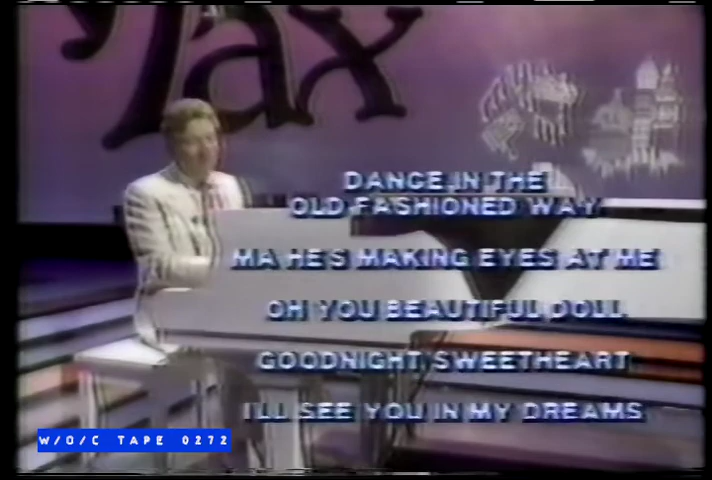 Tax
DANCE IN THE
OLD FASHIONED WAY
MA HE'S MAKING EYES AT ME
OH YOU BEAUTIFUL DOLL
GOODNIGHT SWEETHEART
I'LL SEE YOU IN MY DREAMS
W/O/C TAPE 0272